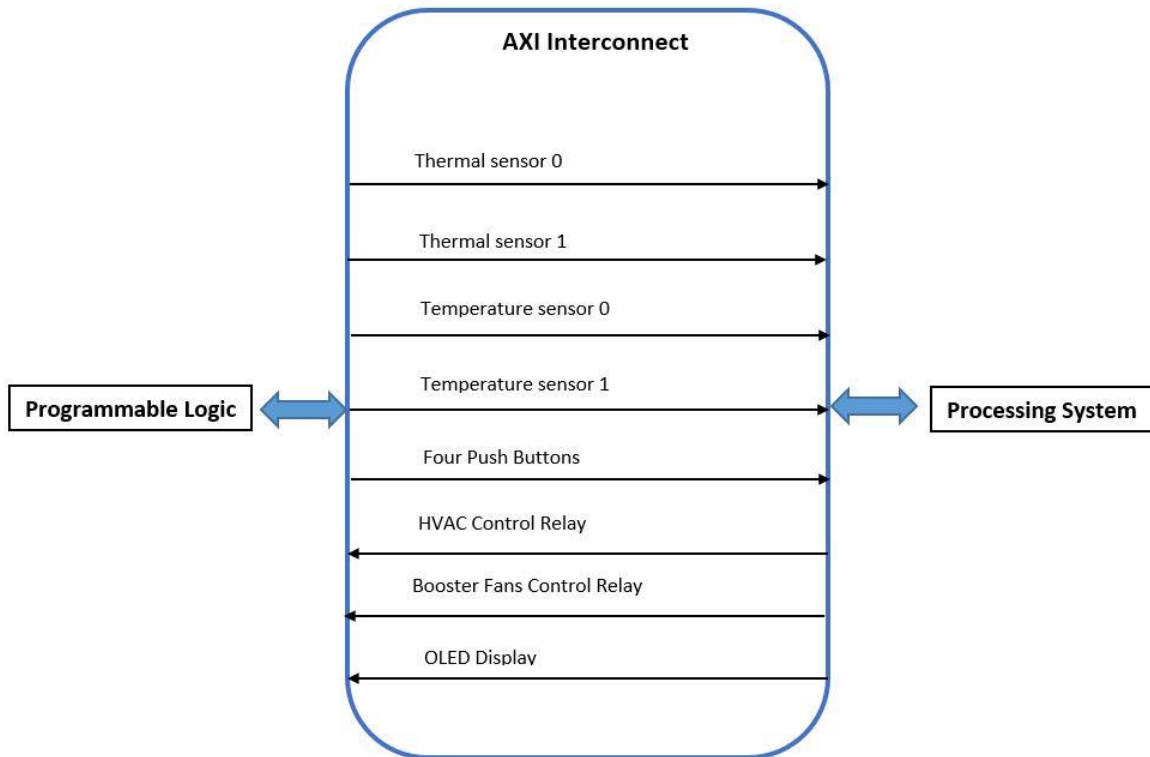 AXI Interconnect
Thermal sensor 0
Thermal sensor 1
Temperature sensor 0
Temperature sensor 1
Programmable Logic
Processing System
Four Push Buttons
HVAC Control Relay
Booster Fans Control Relay
OLED Display